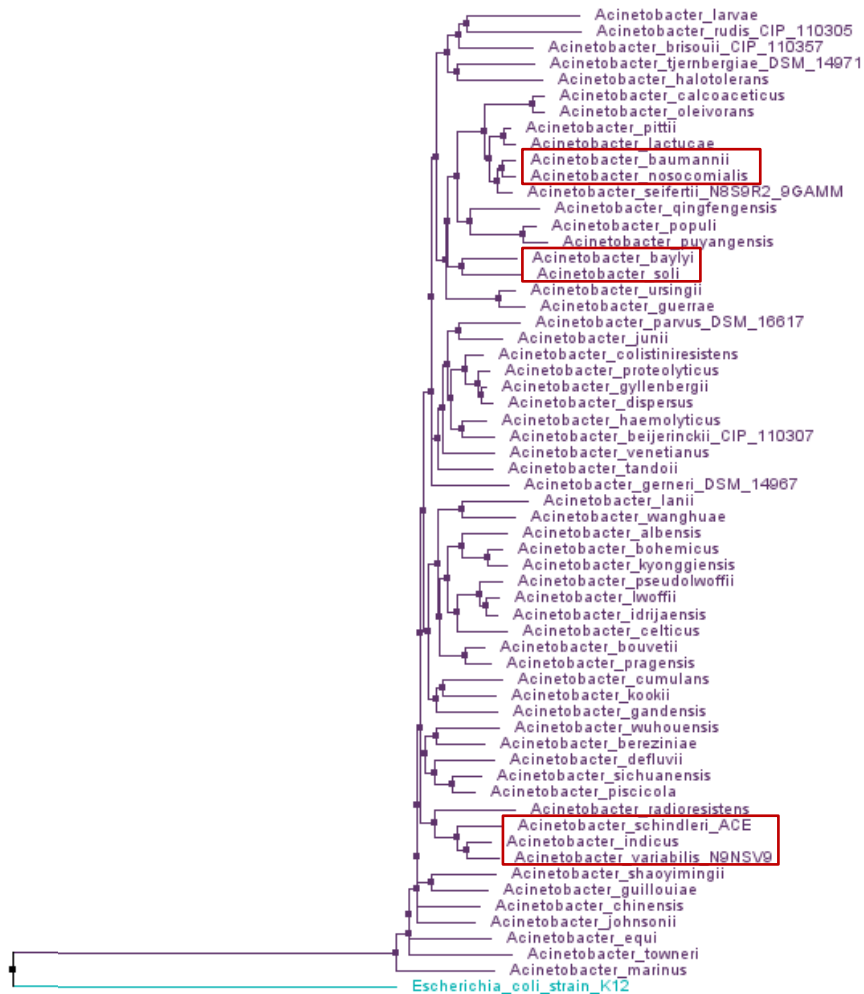 Acinetobacter_larvae
Acinetobacter_rudis_CIP_110305
Acinetobacter_brisouii_CIP_110357
Acinetobacter_tjernbergiae_DSM_14971
Acinetobacter_halotolerans
Acinetobacter_calcoaceticus
Acinetobacter_oleivorans
Acinetobacter_pittii
Acinetobacter_lactucae
Acinetobacter_baumannii
Acinetobacter_nosocomialis
Acinetobacter_seifertii_N8S9R2_9GAMM
Acinetobacter_qingfengensis
Acinetobacter_populi
Acinetobacter_puyangensis
Acinetobacter_baylyi
Acinetobacter_soli
Acinetobacter_ursingii
Acinetobacter_guerrae
Acinetobacter_parvus_DSM_16617
Acinetobacter_junii
Acinetobacter_colistiniresistens
Acinetobacter_proteolyticus
Acinetobacter_gyllenbergii
Acinetobacter_dispersus
Acinetobacter_haemolyticus
Acinetobacter_beijerinckii_CIP_110307
Acinetobacter_venetianus
Acinetobacter_tandoii
Acinetobacter_gerneri_DSM_14967
Acinetobacter_lanii
Acinetobacter_wanghuae
Acinetobacter_albensis
Acinetobacter_bohemicus
Acinetobacter_kyonggiensis
Acinetobacter_pseudolwoffii
Acinetobacter_lwoffii
Acinetobacter_idrijaensis
Acinetobacter_celticus
Acinetobacter_bouvetii
Acinetobacter_pragensis
Acinetobacter_cumulans
Acinetobacter_kookii
Acinetobacter_gandensis
Acinetobacter_wuhouensis
Acinetobacter_bereziniae
Acinetobacter_defluvii
Acinetobacter_sichuanensis
Acinetobacter_piscicola
Acinetobacter_radioresistens
Acinetobacter_schindleri_ACE
Acinetobacter_indicus
Acinetobacter_variabilis_N9NSV9
Acinetobacter_shaoyimingii
Acinetobacter_guillouiae
Acinetobacter_chinensis
Acinetobacter_johnsonii
Acinetobacter_equi
Acinetobacter_towneri
Acinetobacter_marinus
Escherichia_coli_strain_K12